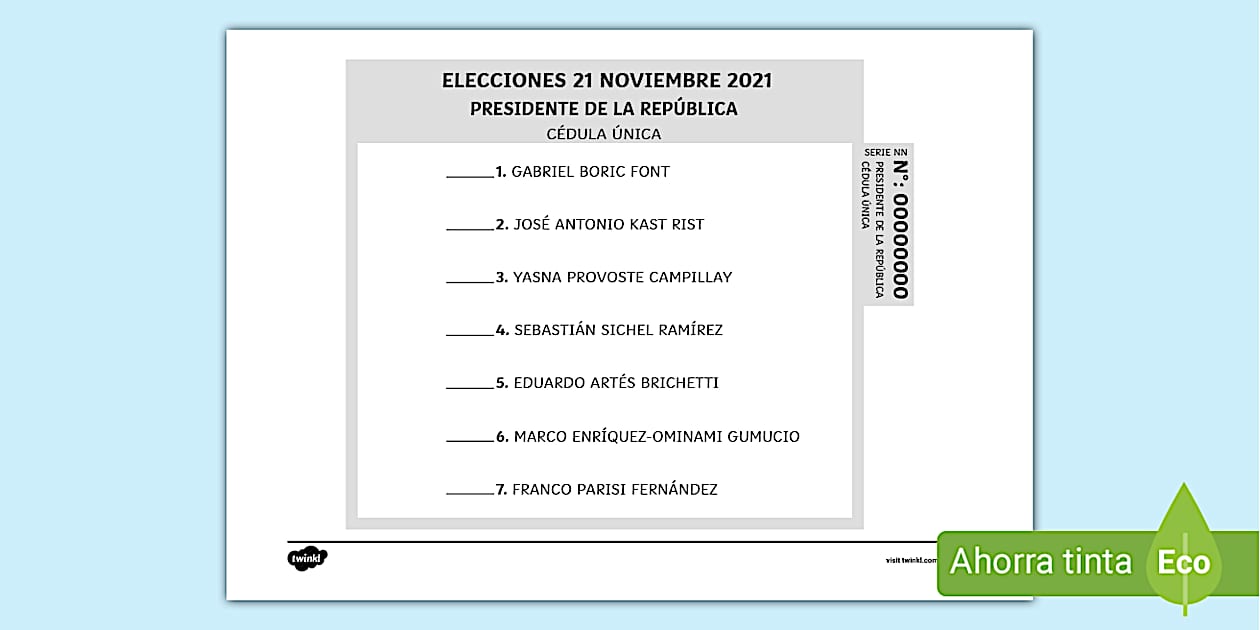 ELECCIONES 21 NOVIEMBRE 2021
PRESIDENTE DE LA REPÚBLICA
CÉDULA ÚNICA
SERIE NN
N°: 00000000
PRESIDENTE DE LA REPÚBLICA
CÉDULA ÚNICA
______1. GABRIEL BORIC FONT
______2. JOSÉ ANTONIO KAST RIST
______3. YASNA PROVOSTE CAMPILLAY
______4. SEBASTIÁN SICHEL RAMÍREZ
______5. EDUARDO ARTÉS BRICHETTI
______6. MARCO ENRÍQUEZ-OMINAMI GUMUCIO
______7. FRANCO PARISI FERNÁNDEZ
twinkl
visit twinkl.com
Ahorra tinta Eco